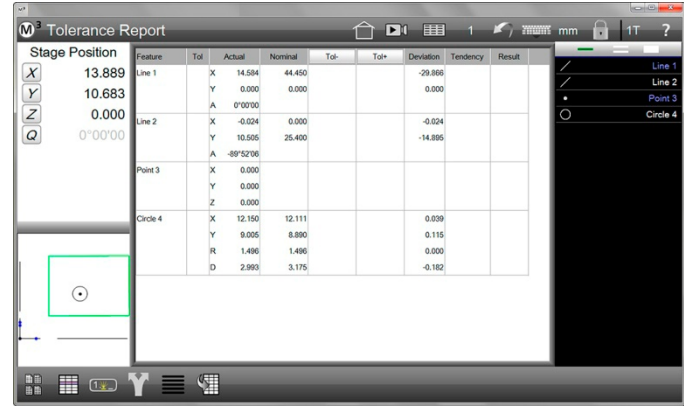 M³ Tolerance Report
1
mm
1T
?
Stage Position
X 13.889
Y 10.683
Z 0.000
Q 0°00'00
Feature Tol Actual Nominal Tol- Tol+ Deviation Tendency Result
Line 1 X 14.584 44.450 -29.866
Y 0.000 0.000 0.000
A 0°00'00
Line 2 X -0.024 0.000 -0.024
Y 10.505 25.400 -14.895
A -89°52'06
Point 3 X 0.000
Y 0.000
Z 0.000
Circle 4 X 12.150 12.111 0.039
Y 9.005 8.890 0.115
R 1.496 1.496 0.000
D 2.993 3.175 -0.182
Line 1
Line 2
Point 3
Circle 4